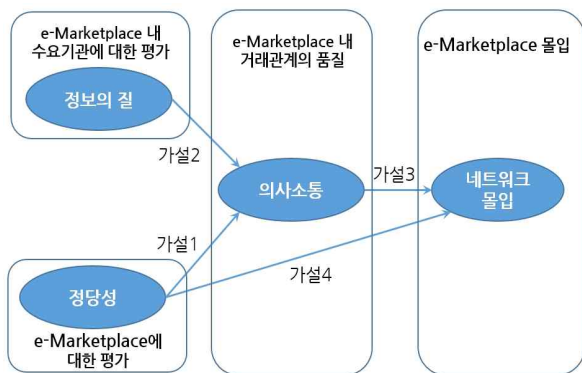 e-Marketplace 내
수요기관에 대한 평가
정보의 질
e-Marketplace 내
거래관계의 품질
e-Marketplace 몰입
가설2
의사소통
가설3
네트워크
몰입
가설1
가설4
정당성
e-Marketplace에
대한 평가